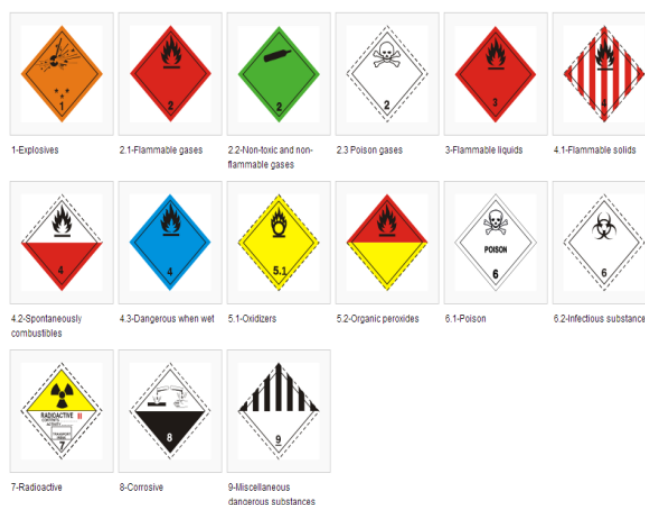 1
2
2
2
3
4
1-Explosives
2.1-Flammable gases
2.2-Non-toxic and non-
flammable gases
2.3 Poison gases
3-Flammable liquids
4.1-Flammable solids
4
4
5.1
POISON
6
6
4.2-Spontaneously
combustibles
4.3-Dangerous when wet
5.1-Oxidizers
5.2-Organic peroxides
6.1-Poison
6.2-Infectious substance
RADIOACTIVE II
7
8
9
7-Radioactive
8-Corrosive
9-Miscellaneous
dangerous substances